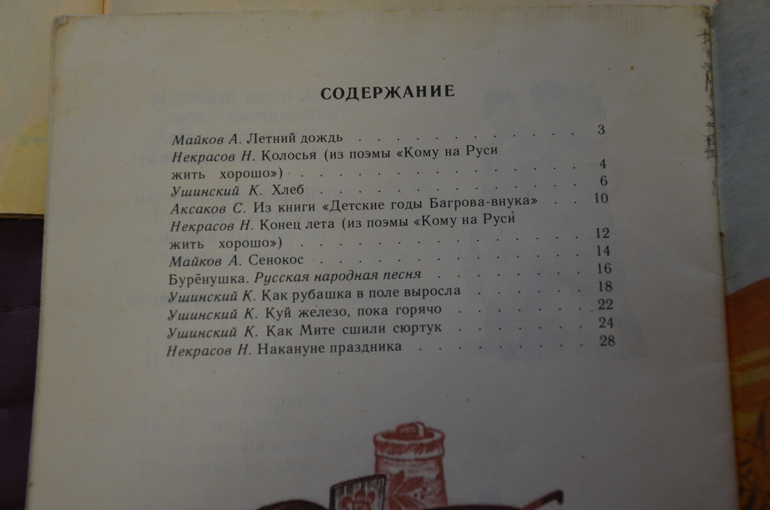 СОДЕРЖАНИЕ
Майков А. Летний дождь . . . . . . . . . . . 3
Некрасов Н. Колосья (из поэмы «Кому на Руси
жить хорошо») . . . . . . . . . . . . . . 4
Ушинский К. Хлеб . . . . . . . . . . . . . 6
Аксаков С. Из книги «Детские годы Багрова-внука» . . 10
Некрасов Н. Конец лета (из поэмы «Кому на Руси
жить хорошо») . . . . . . . . . . . . . . 12
Майков А. Сенокос . . . . . . . . . . . . . 14
Бурёнушка. Русская народная песня . . . . . . . 16
Ушинский К. Как рубашка в поле выросла . . . . . 18
Ушинский К. Куй железо, пока горячо . . . . . . 22
Ушинский К. Как Мите сшили сюртук . . . . . . 24
Некрасов Н. Накануне праздника . . . . . . . . 28